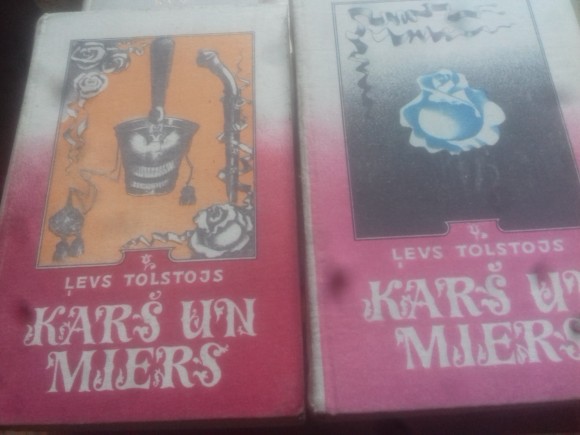 ĻEVS TOLSTOJS
KARŠ UN
MIERS
ĻEVS TOLSTOJS
KARŠ UN
MIERS